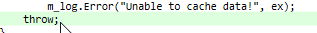 m_log.Error("Unable to cache data!", ex);
throw;
}